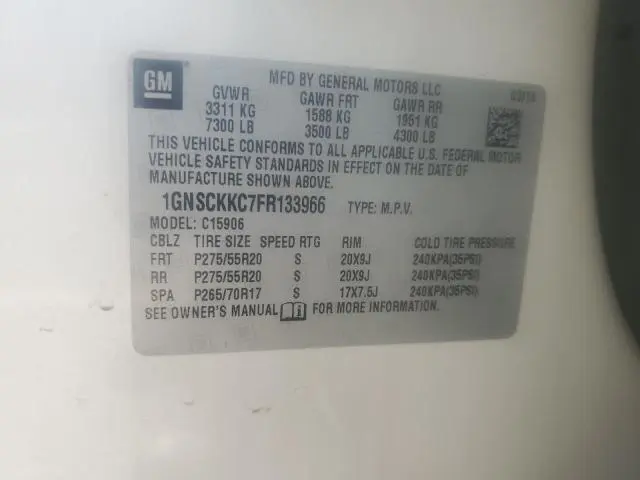 GM
MFD BY GENERAL MOTORS LLC
GVWR GAWR FRT GAWR RR
3311 KG 1588 KG 1951 KG
7300 LB 3500 LB 4300 LB
THIS VEHICLE CONFORMS TO ALL APPLICABLE U.S. FEDERAL MOTOR
VEHICLE SAFETY STANDARDS IN EFFECT ON THE DATE OF
MANUFACTURE SHOWN ABOVE.
1GNSCKKC7FR133966 TYPE: M.P.V.
MODEL: C15906
CBLZ TIRE SIZE SPEED RTG RIM COLD TIRE PRESSURE
FRT P275/55R20 S 20X9J 240KPA(35PSI)
RR P275/55R20 S 20X9J 240KPA(35PSI)
SPA P265/70R17 S 17X7.5J 240KPA(35PSI)
SEE OWNER'S MANUAL FOR MORE INFORMATION.